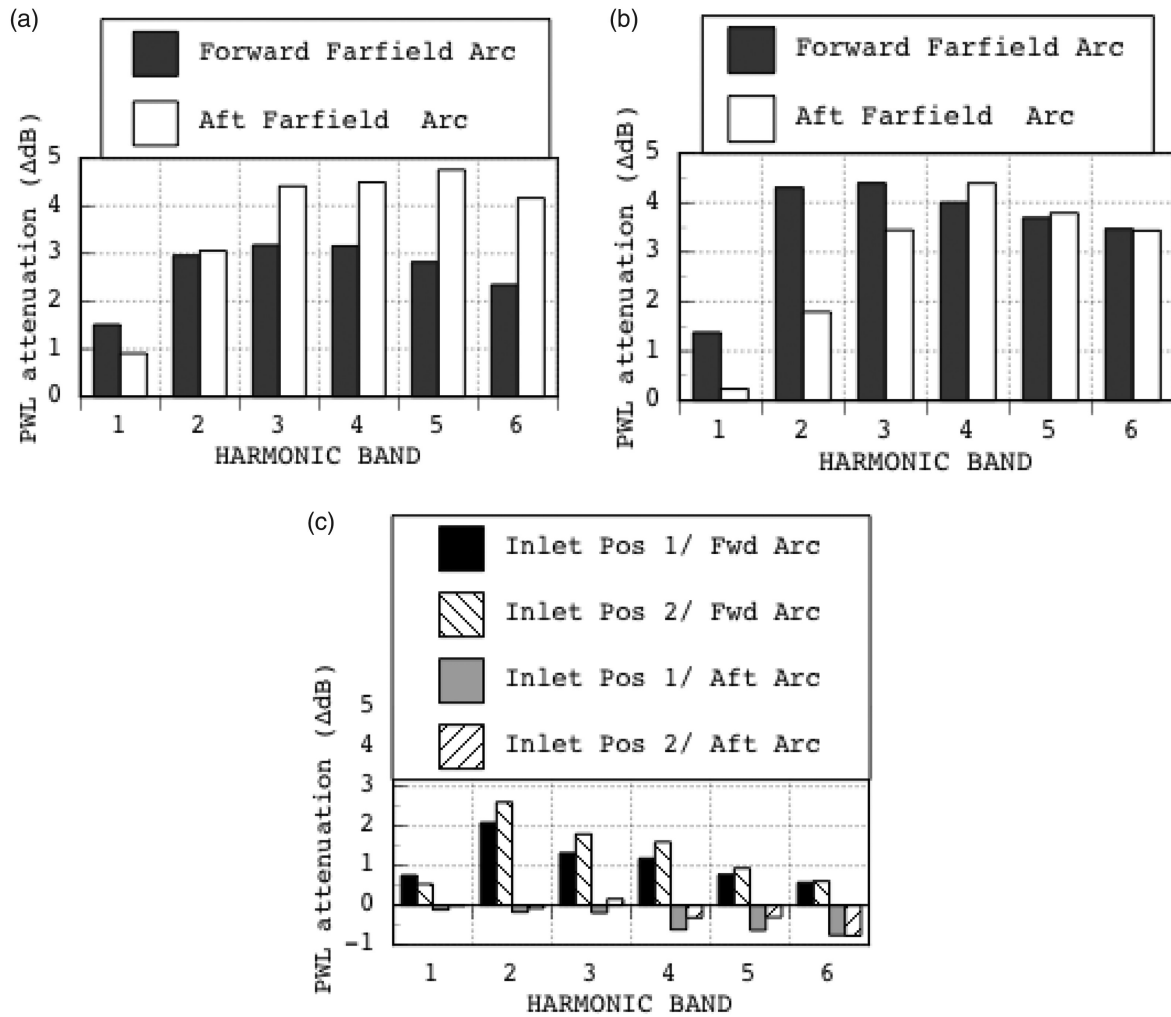 (a)
Forward Farfield Arc
Aft Farfield Arc
PWL attenuation (ΔdB)
5
4
3
2
1
0
1 2 3 4 5 6
HARMONIC BAND
(b)
Forward Farfield Arc
Aft Farfield Arc
PWL attenuation (ΔdB)
5
4
3
2
1
0
1 2 3 4 5 6
HARMONIC BAND
(c)
Inlet Pos 1/ Fwd Arc
Inlet Pos 2/ Fwd Arc
Inlet Pos 1/ Aft Arc
Inlet Pos 2/ Aft Arc
PWL attenuation (ΔdB)
5
4
3
2
1
0
−1
1 2 3 4 5 6
HARMONIC BAND